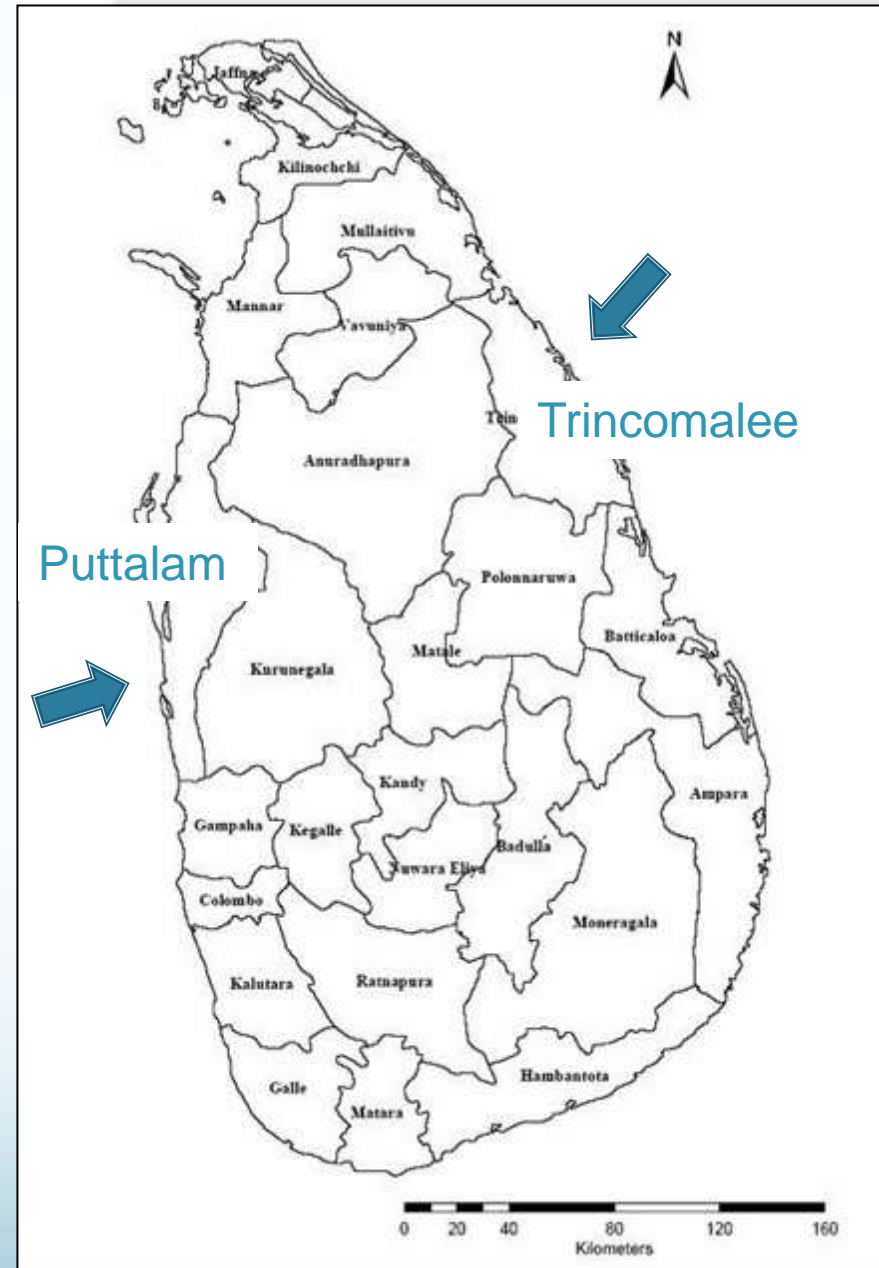 N
Jaffna
Kilinochchi
Mullaitivu
Mannar
Vavuniya
Trincomalee
Anuradhapura
Puttalam
Polonnaruwa
Batticaloa
Matale
Kurunegala
Kandy
Ampara
Gampaha
Kegalle
Badulla
Nuwara Eliya
Colombo
Moneragala
Kalutara
Ratnapura
Hambantota
Galle
Matara
0 20 40 80 120 160
Kilometers